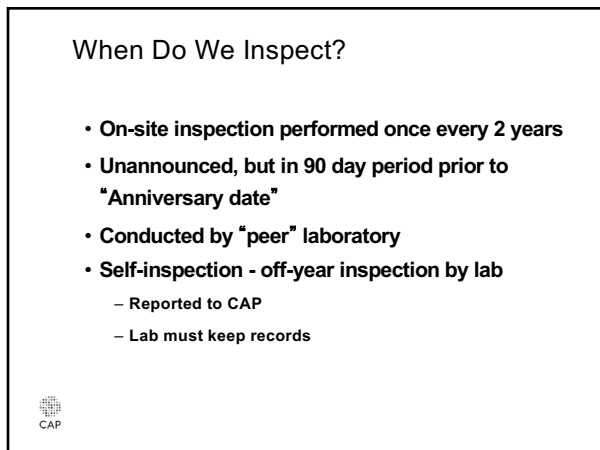 When Do We Inspect?
• On-site inspection performed once every 2 years
• Unannounced, but in 90 day period prior to
“Anniversary date”
• Conducted by “peer” laboratory
• Self-inspection - off-year inspection by lab
– Reported to CAP
– Lab must keep records
CAP